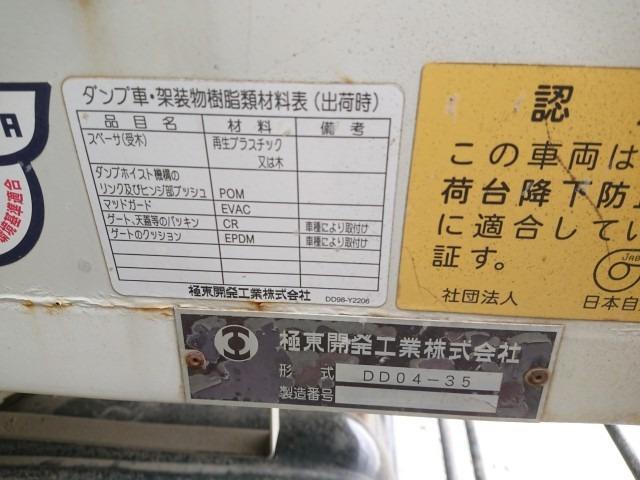 ダンプ車・架装物樹脂類材料表（出荷時）
品目名 材料 備考
スペーサ(受木) 再生プラスチック
又は木
ダンプホイスト機構の
リンク及びヒンジ部ブッシュ POM
マッドガード EVAC
ゲート、天蓋等のパッキン CR 車種により取付け
ゲートのクッション EPDM 車種により取付け
極東開発工業株式会社 DD98-Y2206
認
この車両は
荷台降下防
に適合してい
証す。
JAB
社団法人 日本自
極東開発工業株式会社
形式 DD04-35
製造番号